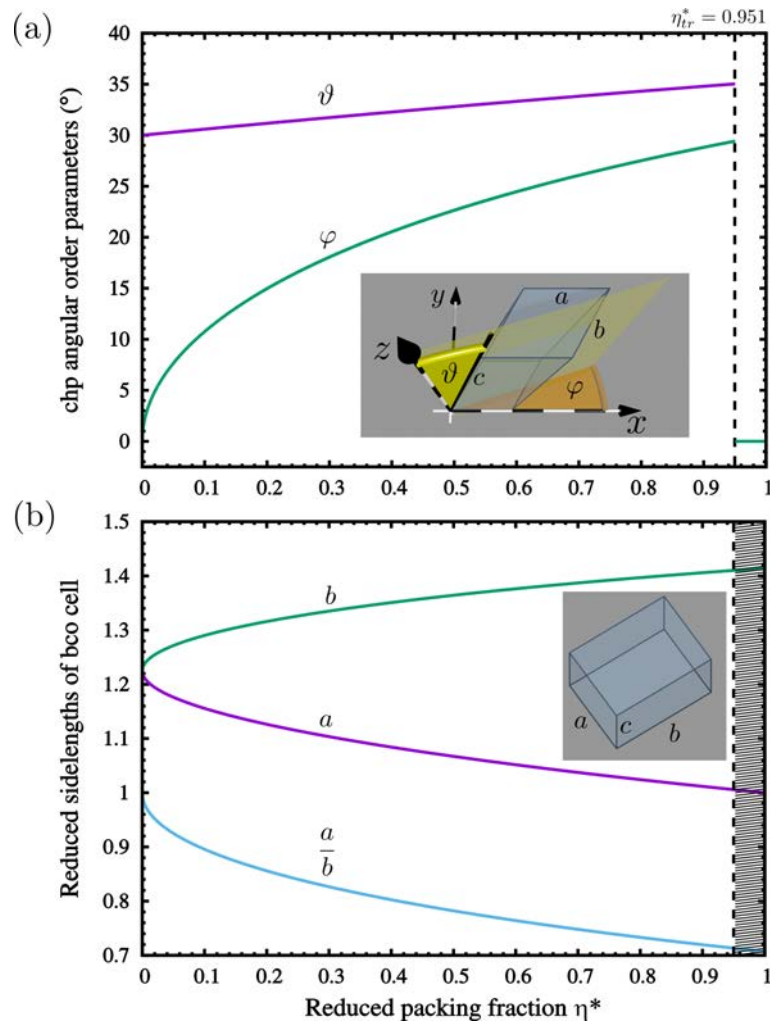 η*tr = 0.951
(a)
chp angular order parameters (°)
40
35
30
25
20
15
10
5
0
ϑ
φ
y
z
x
a
b
c
ϑ
φ
0 0.1 0.2 0.3 0.4 0.5 0.6 0.7 0.8 0.9 1
(b)
Reduced sidelengths of bco cell
1.5
1.4
1.3
1.2
1.1
1
0.9
0.8
0.7
b
a
a
b
a
c
b
0 0.1 0.2 0.3 0.4 0.5 0.6 0.7 0.8 0.9 1
Reduced packing fraction η*